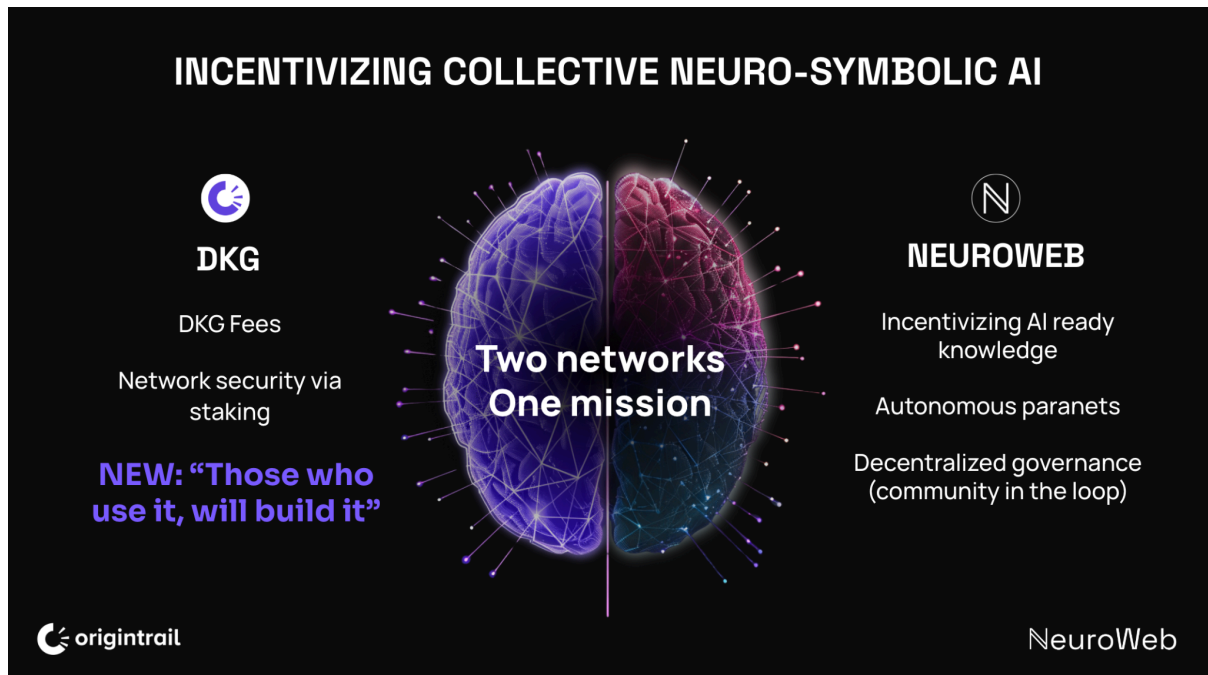 INCENTIVIZING COLLECTIVE NEURO-SYMBOLIC AI
DKG
DKG Fees
Network security via
staking
NEW: “Those who
use it, will build it”
Two networks
One mission
N
NEUROWEB
Incentivizing AI ready
knowledge
Autonomous paranets
Decentralized governance
(community in the loop)
origintrail
NeuroWeb